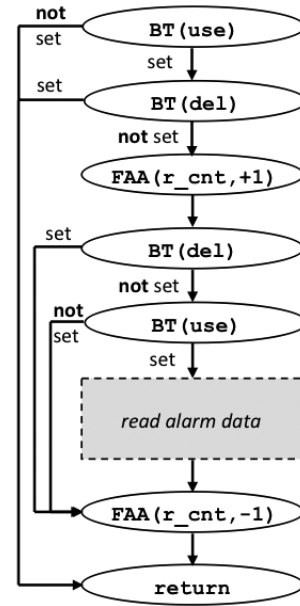 not
set
BT(use)
set
set
BT(del)
not set
FAA(r_cnt,+1)
set
BT(del)
not set
not
set
BT(use)
set
read alarm data
FAA(r_cnt,-1)
return